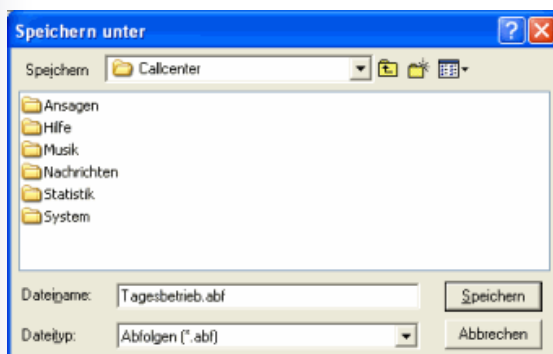 Speichern unter
Speichern Callcenter
Ansagen
Hilfe
Musik
Nachrichten
Statistik
System
Dateiname: Tagesbetrieb.abf Speichern
Dateityp: Abfolgen (*.abf) Abbrechen